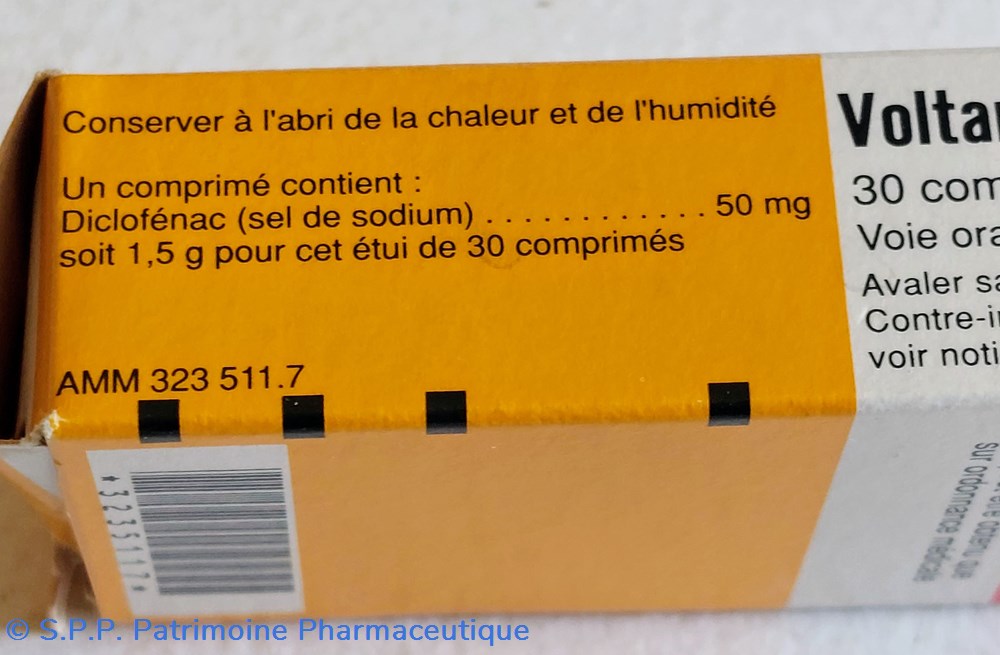 Conserver à l'abri de la chaleur et de l'humidité
Un comprimé contient :
Diclofénac (sel de sodium) . . . . . . . . . . . . 50 mg
soit 1,5 g pour cet étui de 30 comprimés
AMM 323 511.7
*3235117*
Volta
30 com
Voie ora
Avaler sa
Contre-i
voir noti
sur ordonnance médicale
© S.P.P. Patrimoine Pharmaceutique